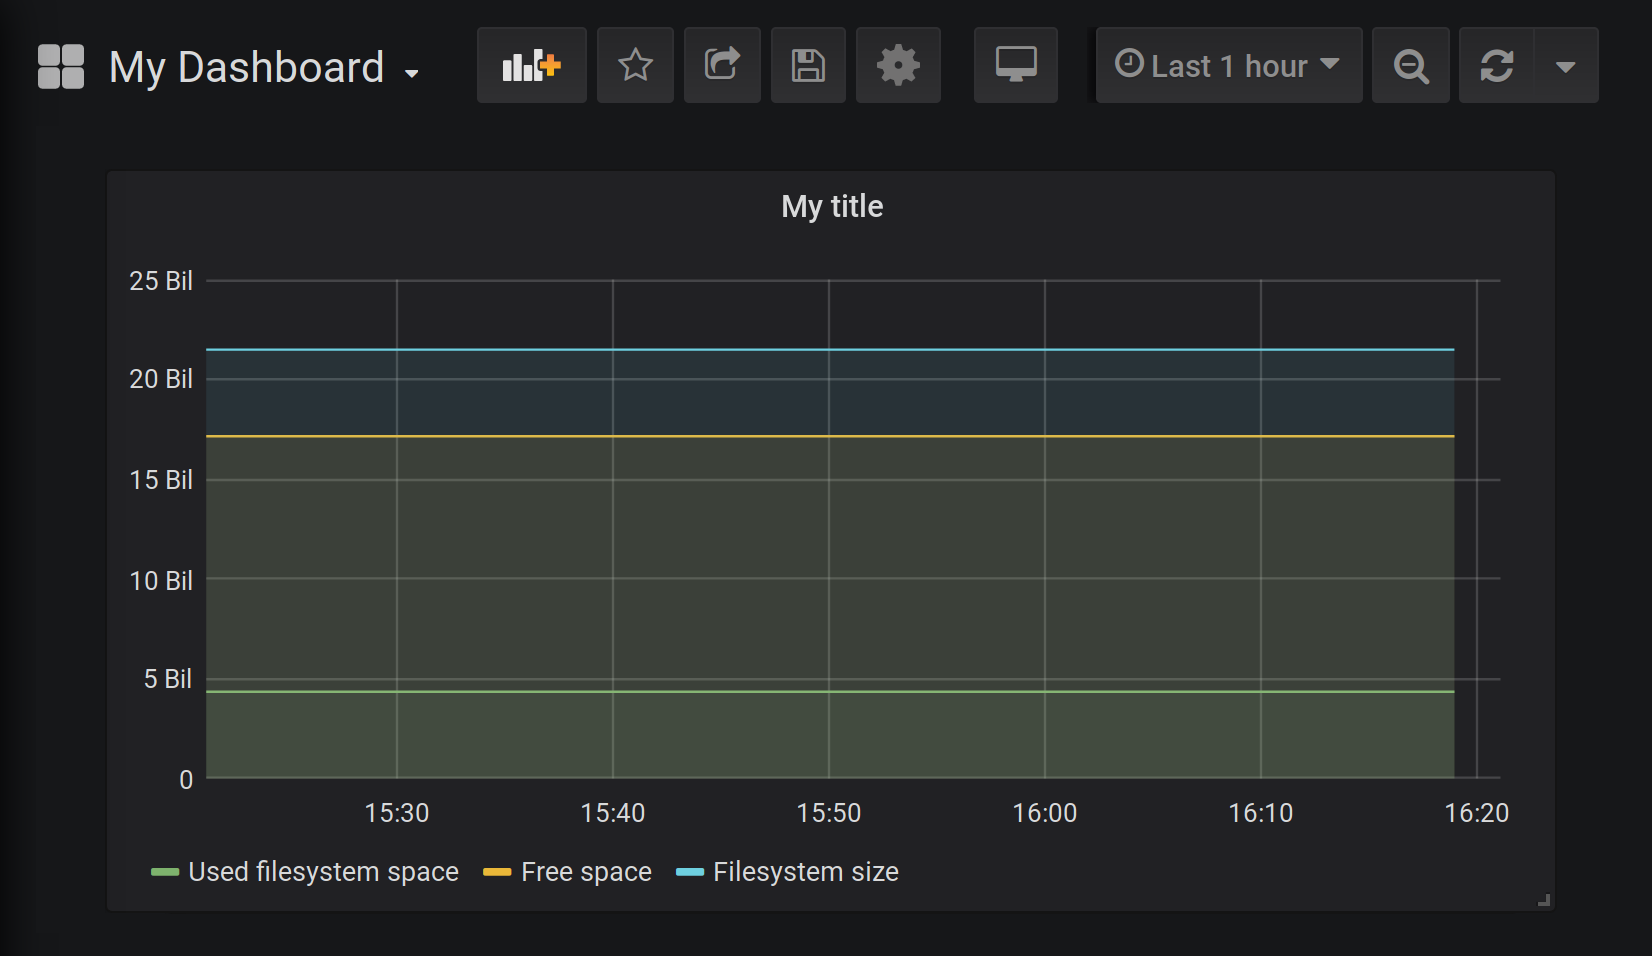 My Dashboard
Last 1 hour
My title
25 Bil
20 Bil
15 Bil
10 Bil
5 Bil
0
15:30 15:40 15:50 16:00 16:10 16:20
Used filesystem space Free space Filesystem size